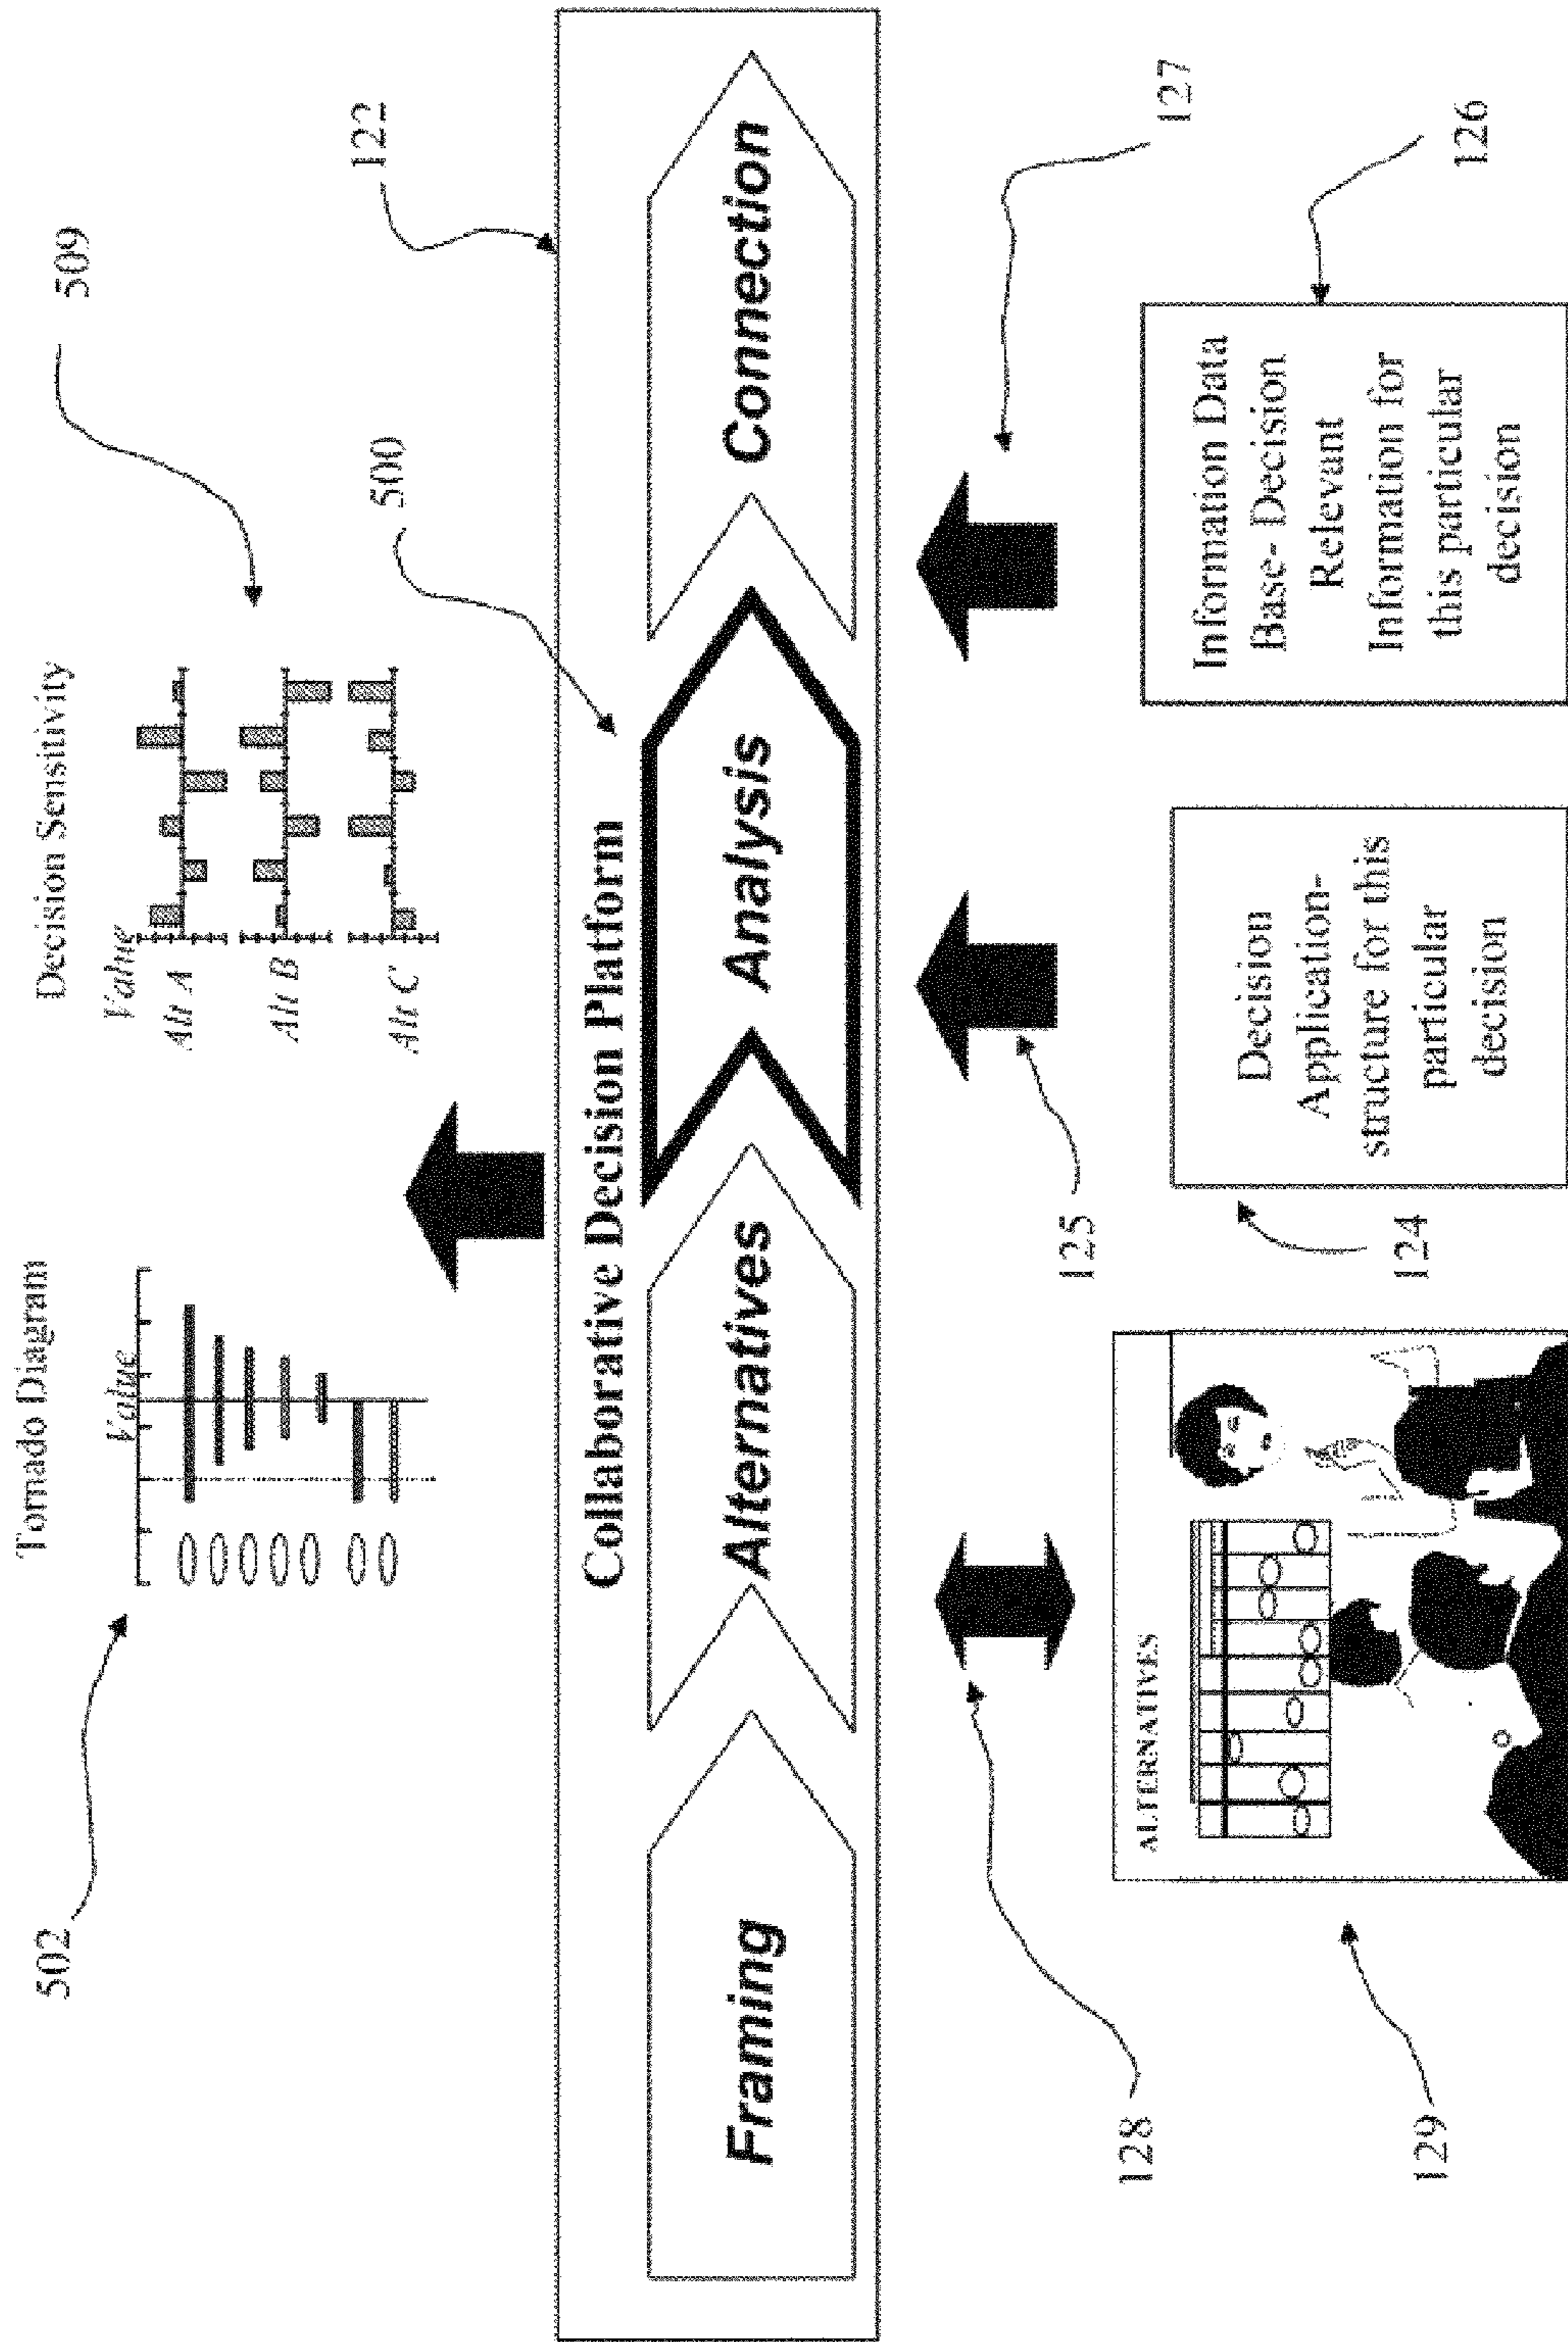 Tornado Diagram
Value
502
Decision Sensitivity
Value
Alt A
Alt B
Alt C
509
122
500
Collaborative Decision Platform
Framing
Alternatives
Analysis
Connection
128
125
127
129
ALTERNATIVES
124
Decision
Application-
structure for this
particular
decision
126
Information Data
Base- Decision
Relevant
Information for
this particular
decision